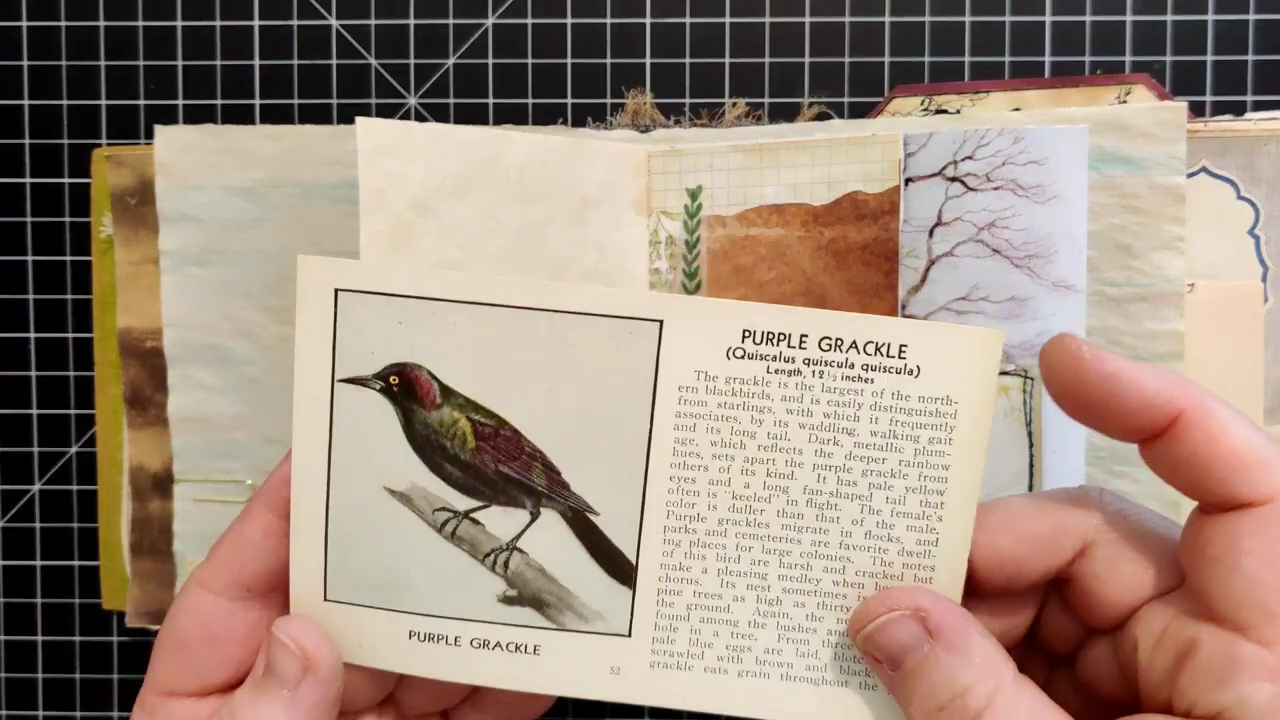 PURPLE GRACKLE
(Quiscalus quiscula quiscula)
Length, 12½ inches
The grackle is the largest of the north-
ern blackbirds, and is easily distinguished
from starlings, with which it frequently
associates, by its waddling, walking gait
and its long tail. Dark, metallic plum-
age, which reflects the deeper rainbow
hues, sets apart the purple grackle from
others of its kind. It has pale yellow
eyes and a long fan-shaped tail that
often is "keeled" in flight. The female's
color is duller than that of the male.
Purple grackles migrate in flocks, and
parks and cemeteries are favorite dwell-
ing places for large colonies. The notes
of this bird are harsh and cracked but
make a pleasing medley when
chorus. Its nest sometimes is
pine trees as high as thirty
the ground. Again, the
found among the bushes and
hole in a tree. From three
pale blue eggs are laid,
scrawled with brown and black.
grackle eats grain throughout the
PURPLE GRACKLE
52